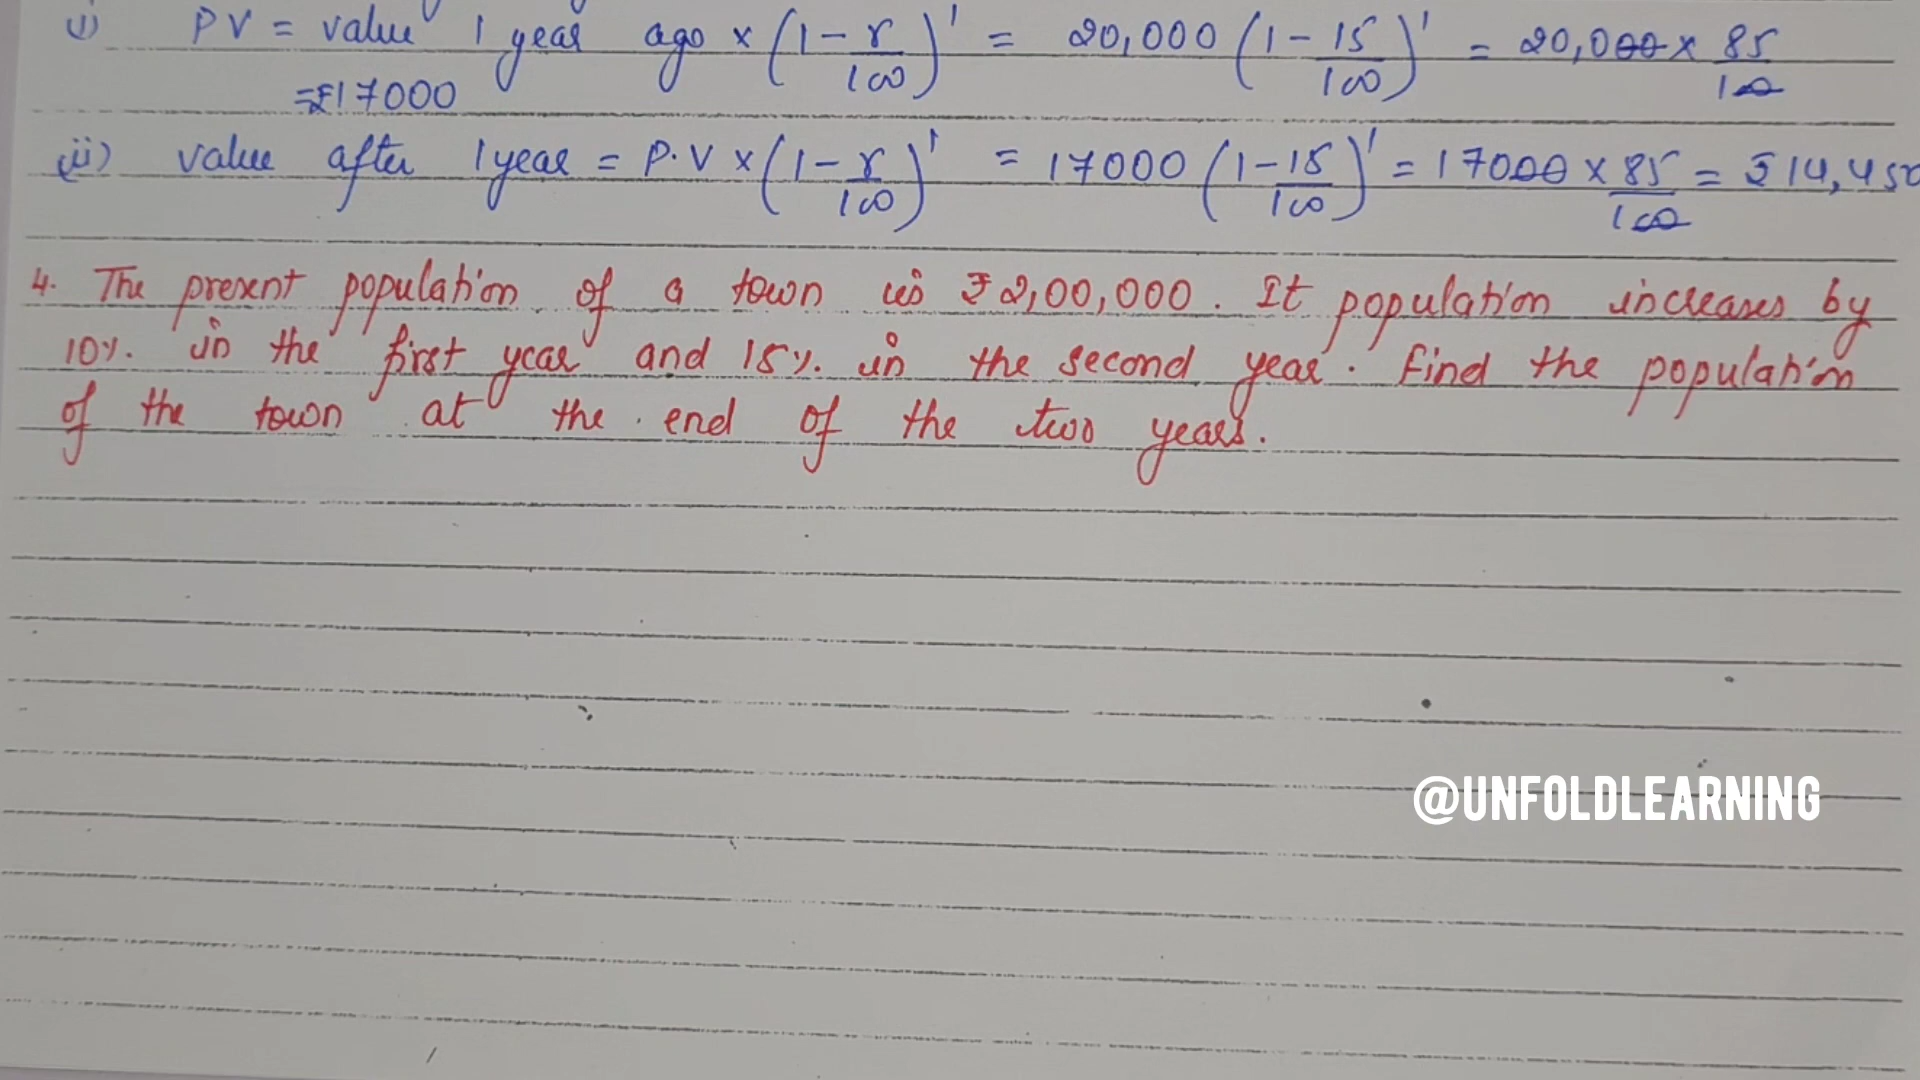 i) PV = value 1 year ago × (1 - r/100)¹ = 20,000 (1 - 15/100)¹ = 20,000 × 85/100
=₹17000
ii) value after 1 year = P.V × (1 - r/100)¹ = 17000 (1 - 15/100)¹ = 17000 × 85/100 = ₹14,450
4. The present population of a town is ₹2,00,000. It population increases by
10%. in the first year and 15%. in the second year. Find the population
of the town at the end of the two years.
@UNFOLDLEARNING